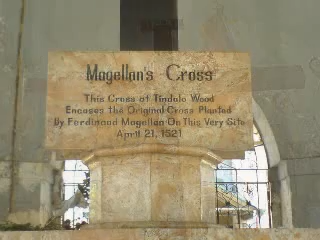 Magellan's Cross
This Cross of Tindalo Wood
Encases the Original Cross Planted
By Ferdinand Magellan On This Very Site
April 21, 1521